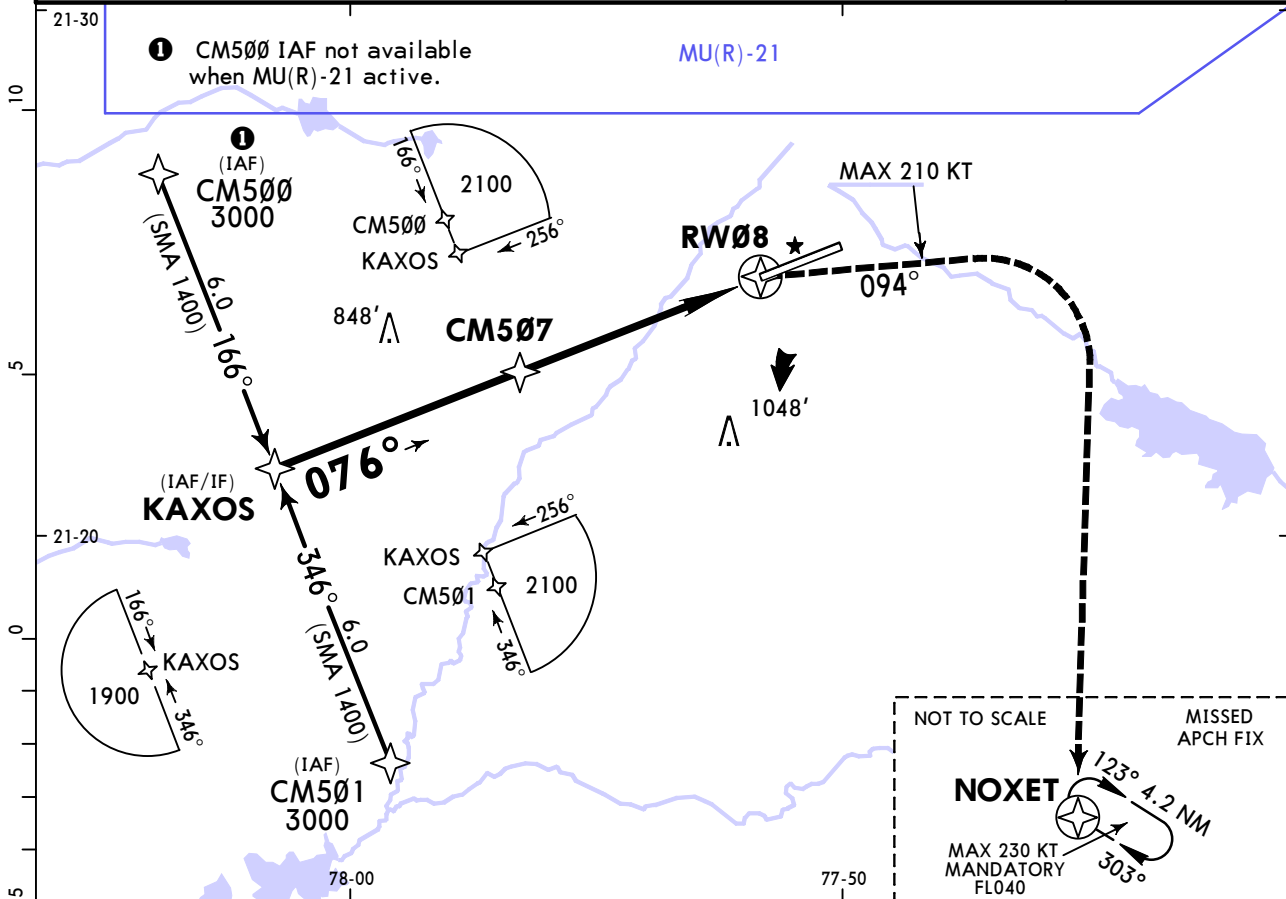 21-30
❶ CM5ØØ IAF not available
when MU(R)-21 active.
MU(R)-21
10
❶
(IAF)
CM5ØØ
3000
166°
2100
CM5ØØ
KAXOS
256°
MAX 210 KT
RWØ8
094°
(SMA 1400)
6.0
166°
848'
CM5Ø7
5
1048'
076°
(IAF/IF)
KAXOS
21-20
256°
KAXOS
CM5Ø1
2100
346°
346°
6.0
(SMA 1400)
0
166°
KAXOS
1900
346°
(IAF)
CM5Ø1
3000
NOT TO SCALE
MISSED
APCH FIX
NOXET
123° 4.2 NM
303°
MAX 230 KT
MANDATORY
FL040
5
78-00
77-50